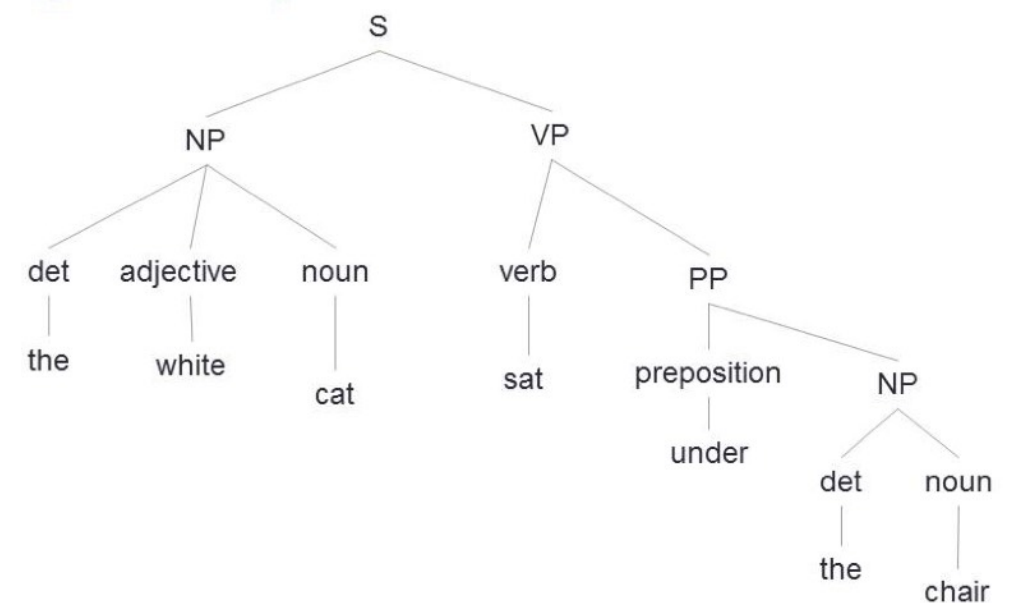 S
NP VP
det adjective noun verb PP
the white cat sat preposition NP
under
det noun
the chair